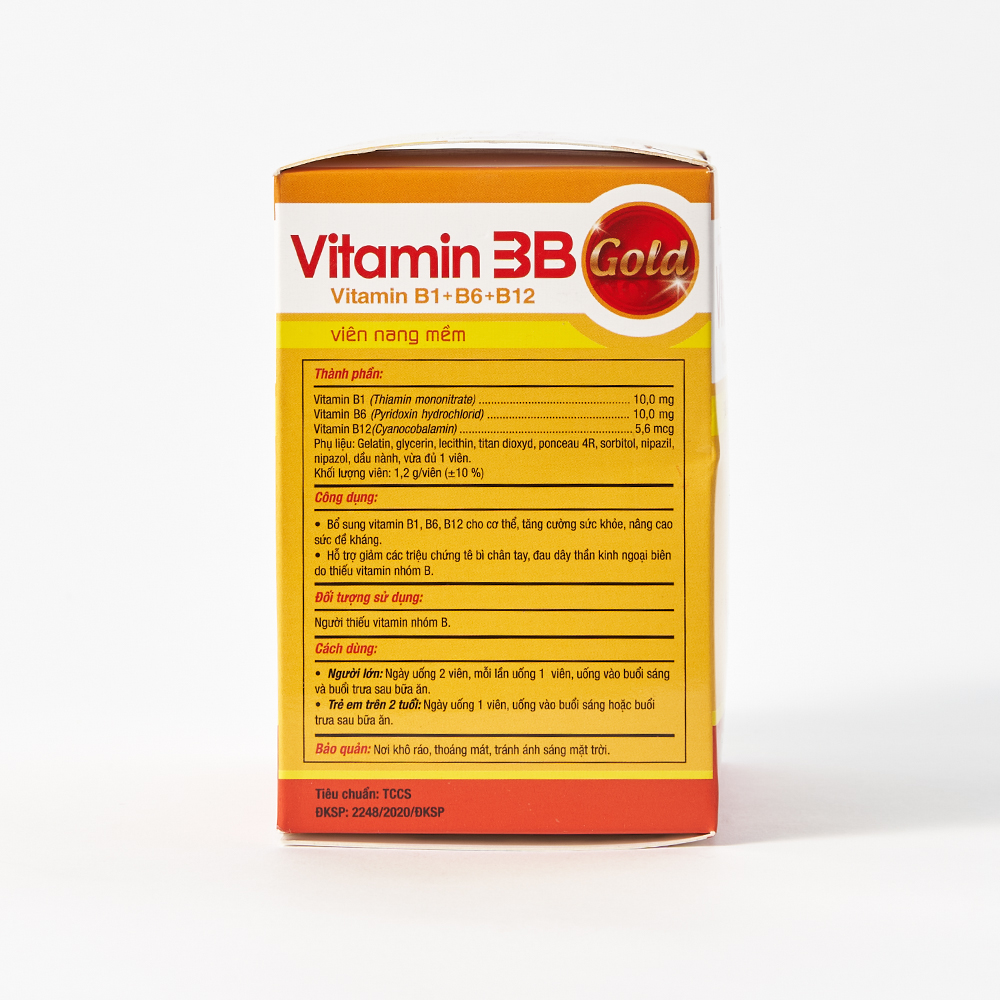 Vitamin 3B Gold
Vitamin B1+B6+B12
viên nang mềm
Thành phần:
Vitamin B1 (Thiamin mononitrate) ........................................ 10,0 mg
Vitamin B6 (Pyridoxin hydrochlorid) ..................................... 10,0 mg
Vitamin B12(Cyanocobalamin) ............................................. 5,6 mcg
Phụ liệu: Gelatin, glycerin, lecithin, titan dioxyd, ponceau 4R, sorbitol, nipazil,
nipazol, dầu nành, vừa đủ 1 viên.
Khối lượng viên: 1,2 g/viên (±10 %)
Công dụng:
• Bổ sung vitamin B1, B6, B12 cho cơ thể, tăng cường sức khỏe, nâng cao
sức đề kháng.
• Hỗ trợ giảm các triệu chứng tê bì chân tay, đau dây thần kinh ngoại biên
do thiếu vitamin nhóm B.
Đối tượng sử dụng:
Người thiếu vitamin nhóm B.
Cách dùng:
• Người lớn: Ngày uống 2 viên, mỗi lần uống 1 viên, uống vào buổi sáng
và buổi trưa sau bữa ăn.
• Trẻ em trên 2 tuổi: Ngày uống 1 viên, uống vào buổi sáng hoặc buổi
trưa sau bữa ăn.
Bảo quản: Nơi khô ráo, thoáng mát, tránh ánh sáng mặt trời.
Tiêu chuẩn: TCCS
ĐKSP: 2248/2020/ĐKSP